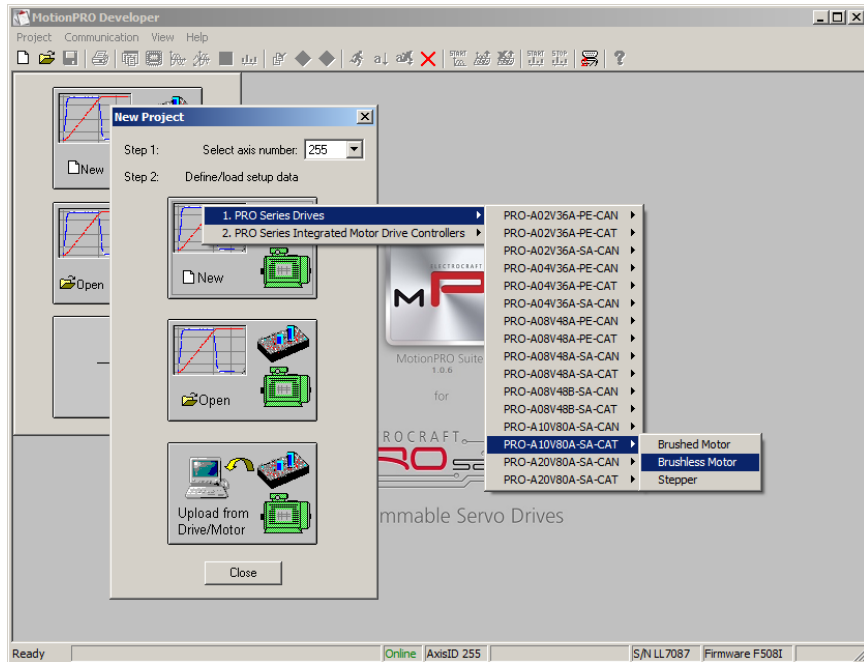 MotionPRO Developer
Project Communication View Help
START
START STOP
a↓
?
New Project
Step 1: Select axis number: 255
Step 2: Define/load setup data
New
1. PRO Series Drives
2. PRO Series Integrated Motor Drive Controllers
New
Open
Open
Upload from
Drive/Motor
Close
PRO-A02V36A-PE-CAN
PRO-A02V36A-PE-CAT
PRO-A02V36A-SA-CAN
PRO-A04V36A-PE-CAN
PRO-A04V36A-PE-CAT
PRO-A04V36A-SA-CAN
PRO-A08V48A-PE-CAN
PRO-A08V48A-PE-CAT
PRO-A08V48A-SA-CAN
PRO-A08V48A-SA-CAT
PRO-A08V48B-SA-CAN
PRO-A08V48B-SA-CAT
PRO-A10V80A-SA-CAN
PRO-A10V80A-SA-CAT
PRO-A20V80A-SA-CAN
PRO-A20V80A-SA-CAT
Brushed Motor
Brushless Motor
Stepper
ELECTROCRAFT
MotionPRO Suite
1.0.6
for
ROCRAFT
mmable Servo Drives
Ready Online AxisID 255 S/N LL7087 Firmware F508I